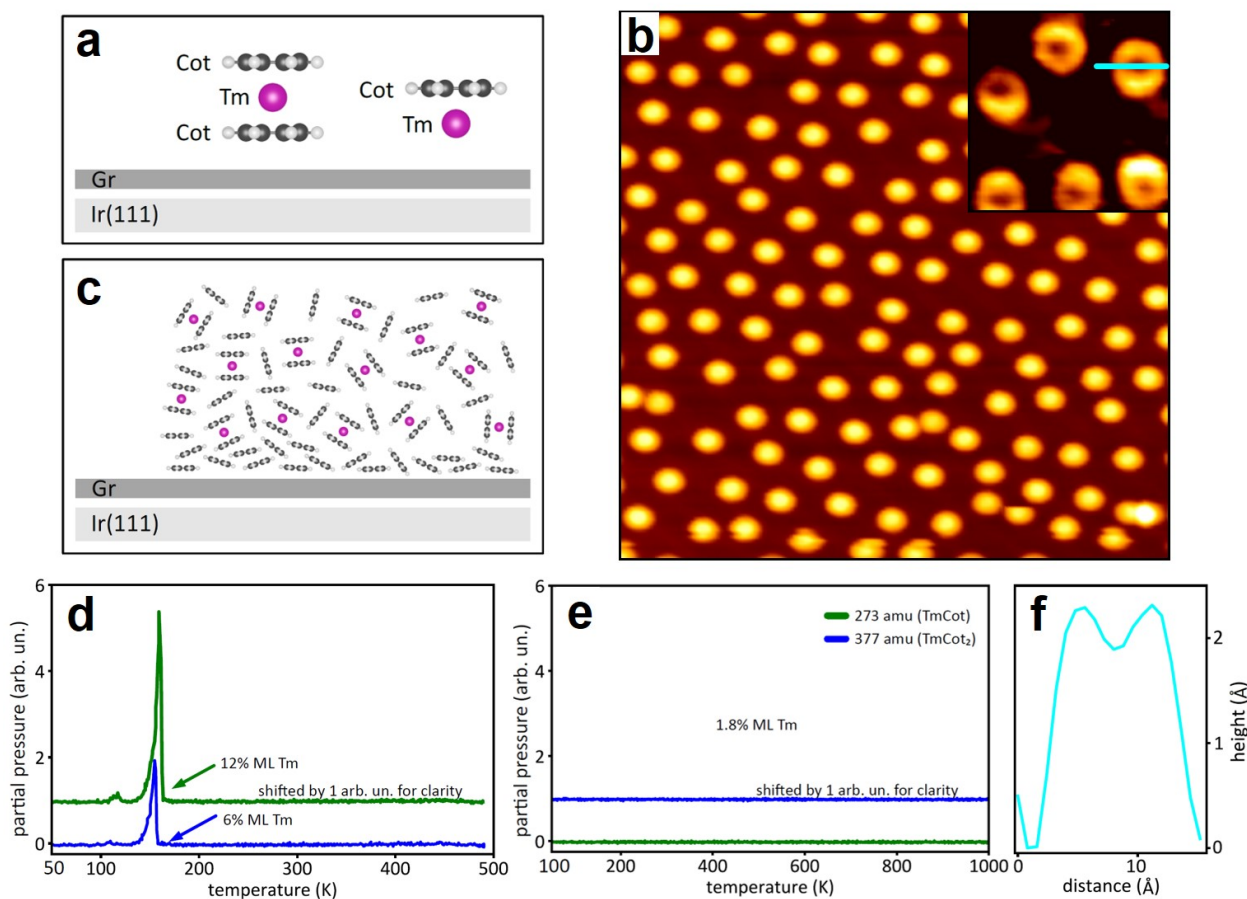 a
Cot
Tm
Cot
Cot
Tm
Gr
Ir(111)
b
c
Gr
Ir(111)
d
partial pressure (arb. un.)
6
4
2
0
12% ML Tm
shifted by 1 arb. un. for clarity
6% ML Tm
50
100
200
300
400
500
temperature (K)
e
partial pressure (arb. un.)
6
4
2
0
273 amu (TmCot)
377 amu (TmCot₂)
1.8% ML Tm
shifted by 1 arb. un. for clarity
100
200
400
600
800
1000
temperature (K)
f
2
1
0
height (Å)
0
10
distance (Å)